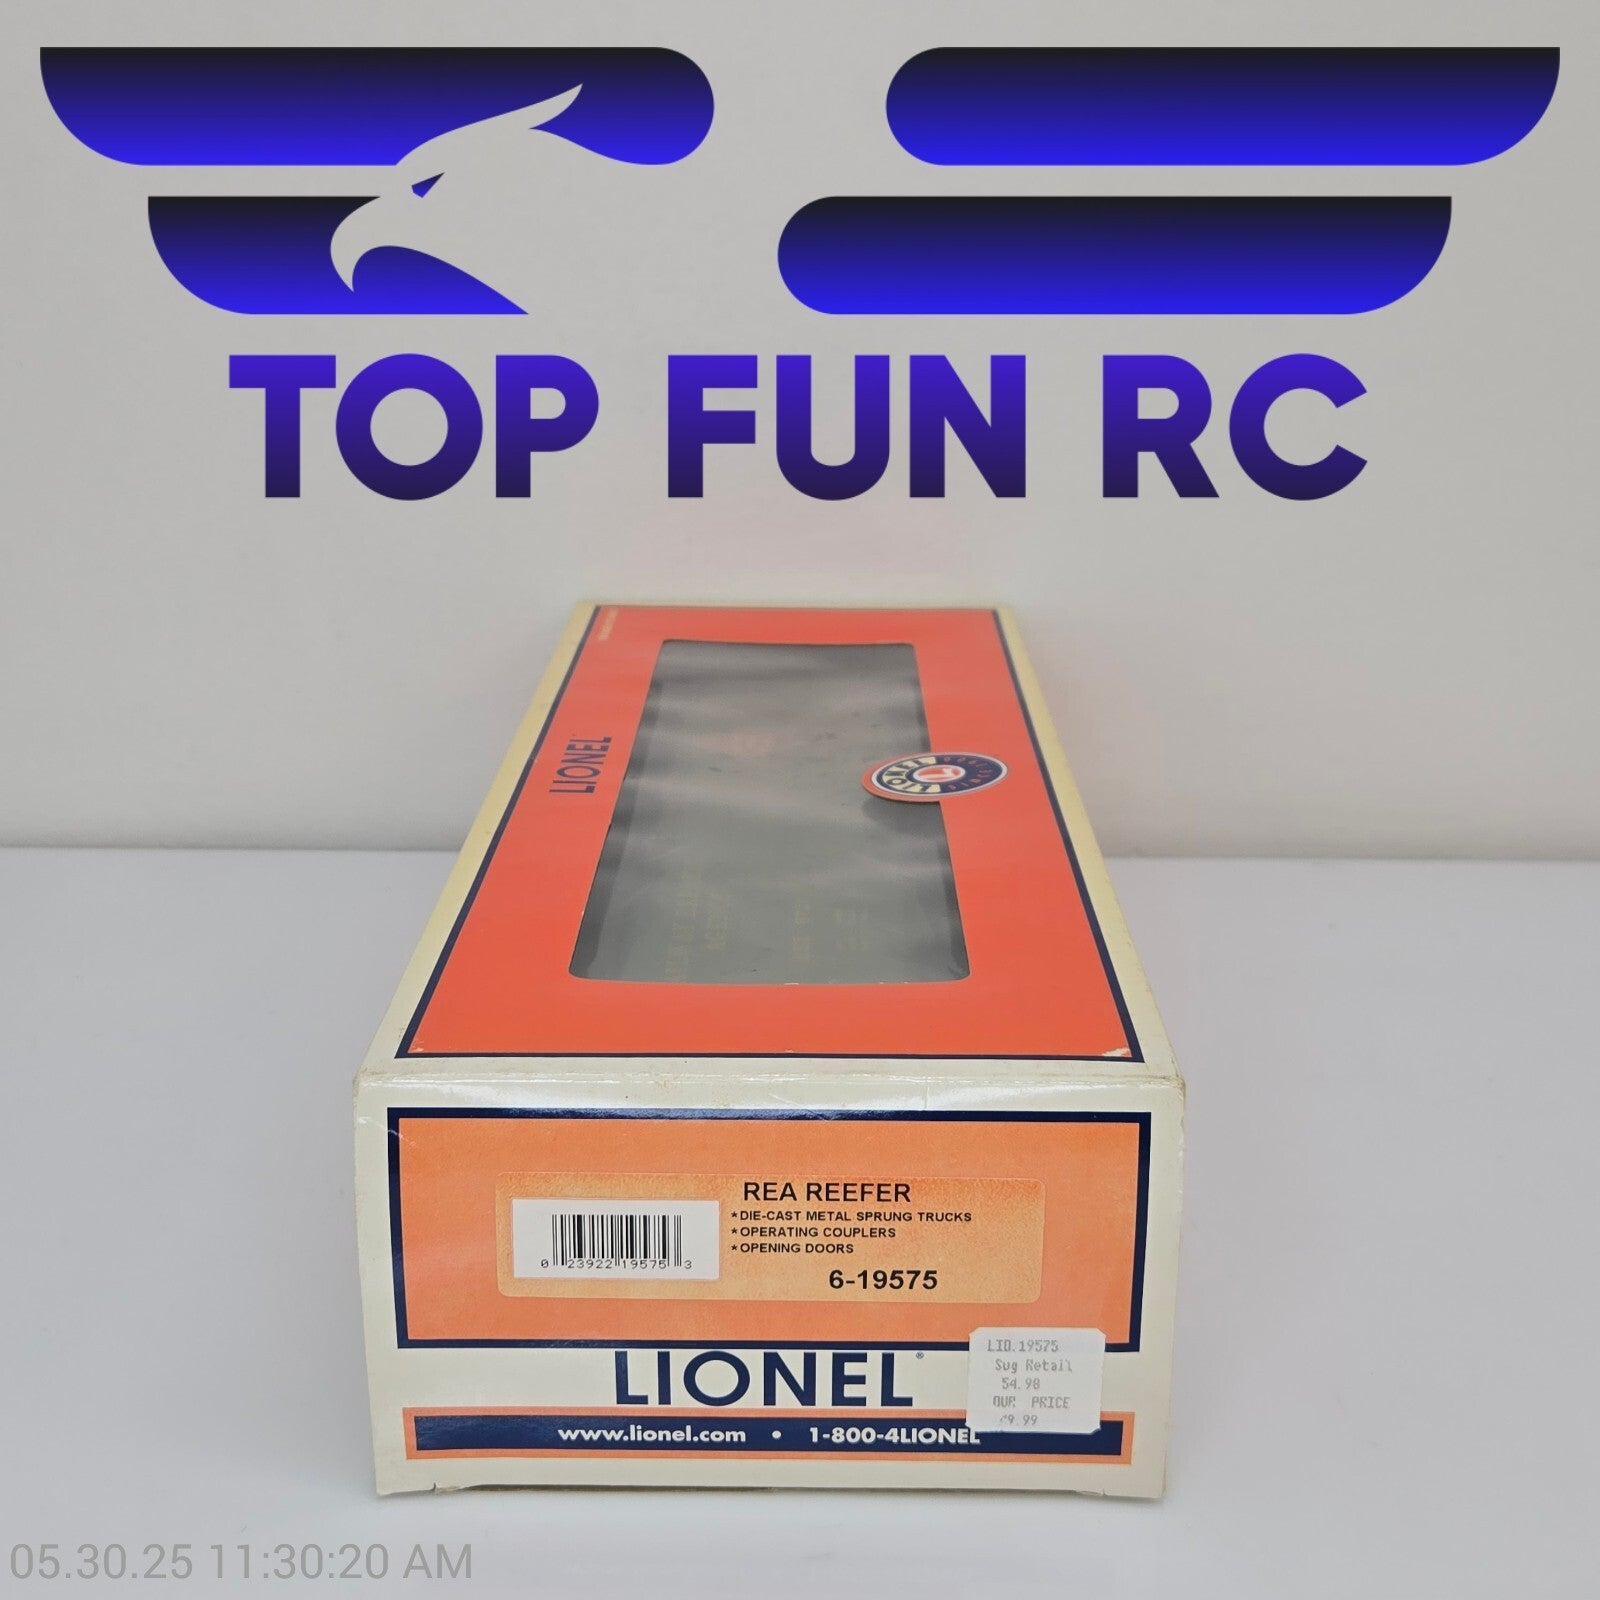 TOP FUN RC
LIONEL
LIONEL
REA REEFER
*DIE-CAST METAL SPRUNG TRUCKS
*OPERATING COUPLERS
*OPENING DOORS
0 23922 19575 3
6-19575
LIO.19575
Sug Retail
54.98
OUR PRICE
LIONEL®
www.lionel.com • 1-800-4LIONEL
05.30.25 11:30:20 AM